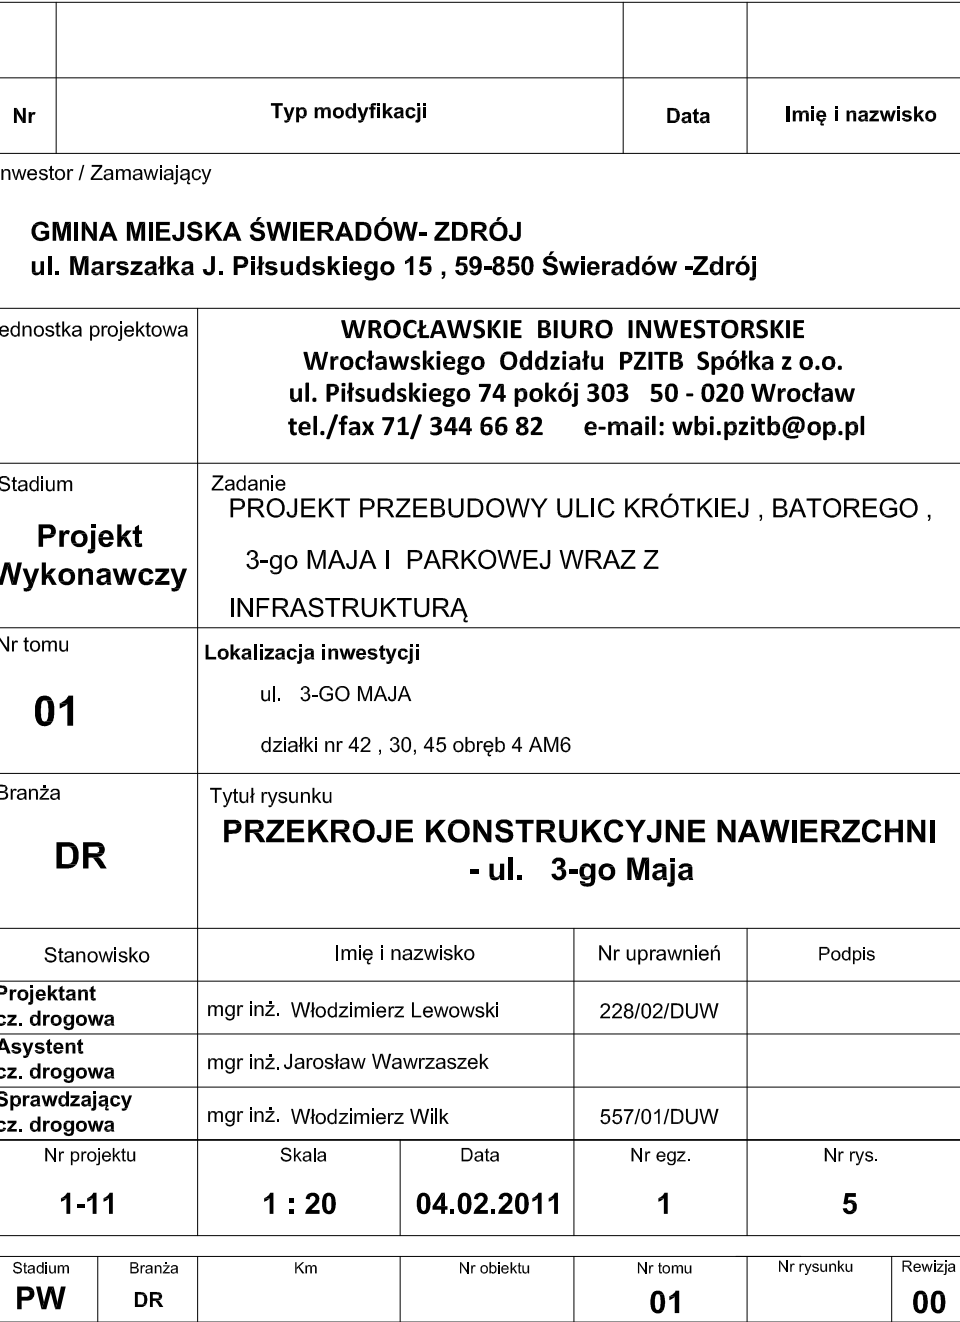 Nr Typ modyfikacji Data Imię i nazwisko
nwestor / Zamawiający
GMINA MIEJSKA ŚWIERADÓW- ZDRÓJ
ul. Marszałka J. Piłsudskiego 15 , 59-850 Świeradów -Zdrój
ednostka projektowa
WROCŁAWSKIE BIURO INWESTORSKIE
Wrocławskiego Oddziału PZITB Spółka z o.o.
ul. Piłsudskiego 74 pokój 303 50 - 020 Wrocław
tel./fax 71/ 344 66 82 e-mail: wbi.pzitb@op.pl
Stadium
Projekt
Wykonawczy
Zadanie
PROJEKT PRZEBUDOWY ULIC KRÓTKIEJ , BATOREGO ,
3-go MAJA I PARKOWEJ WRAZ Z
INFRASTRUKTURĄ
Nr tomu
01
Lokalizacja inwestycji
ul. 3-GO MAJA
działki nr 42 , 30, 45 obręb 4 AM6
Branża
DR
Tytuł rysunku
PRZEKROJE KONSTRUKCYJNE NAWIERZCHNI
- ul. 3-go Maja
Stanowisko Imię i nazwisko Nr uprawnień Podpis
Projektant
cz. drogowa
mgr inż. Włodzimierz Lewowski 228/02/DUW
Asystent
cz. drogowa
mgr inż. Jarosław Wawrzaszek
Sprawdzający
cz. drogowa
mgr inż. Włodzimierz Wilk 557/01/DUW
Nr projektu Skala Data Nr egz. Nr rys.
1-11 1 : 20 04.02.2011 1 5
Stadium Branża Km Nr obiektu Nr tomu Nr rysunku Rewizja
PW DR 01 00